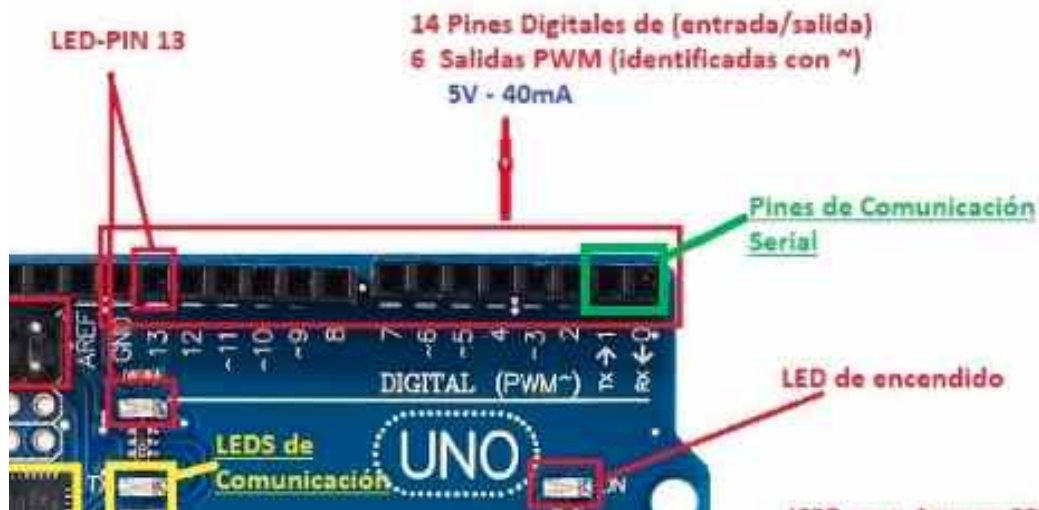 LED-PIN 13
14 Pines Digitales de (entrada/salida)
6 Salidas PWM (identificadas con ~)
5V - 40mA
Pines de Comunicación
Serial
AREF
GND
13
12
~11
~10
~9
8
7
~6
~5
4
~3
2
TX→1
RX←0
DIGITAL (PWM~)
LED de encendido
LEDS de
Comunicación
UNO
ON